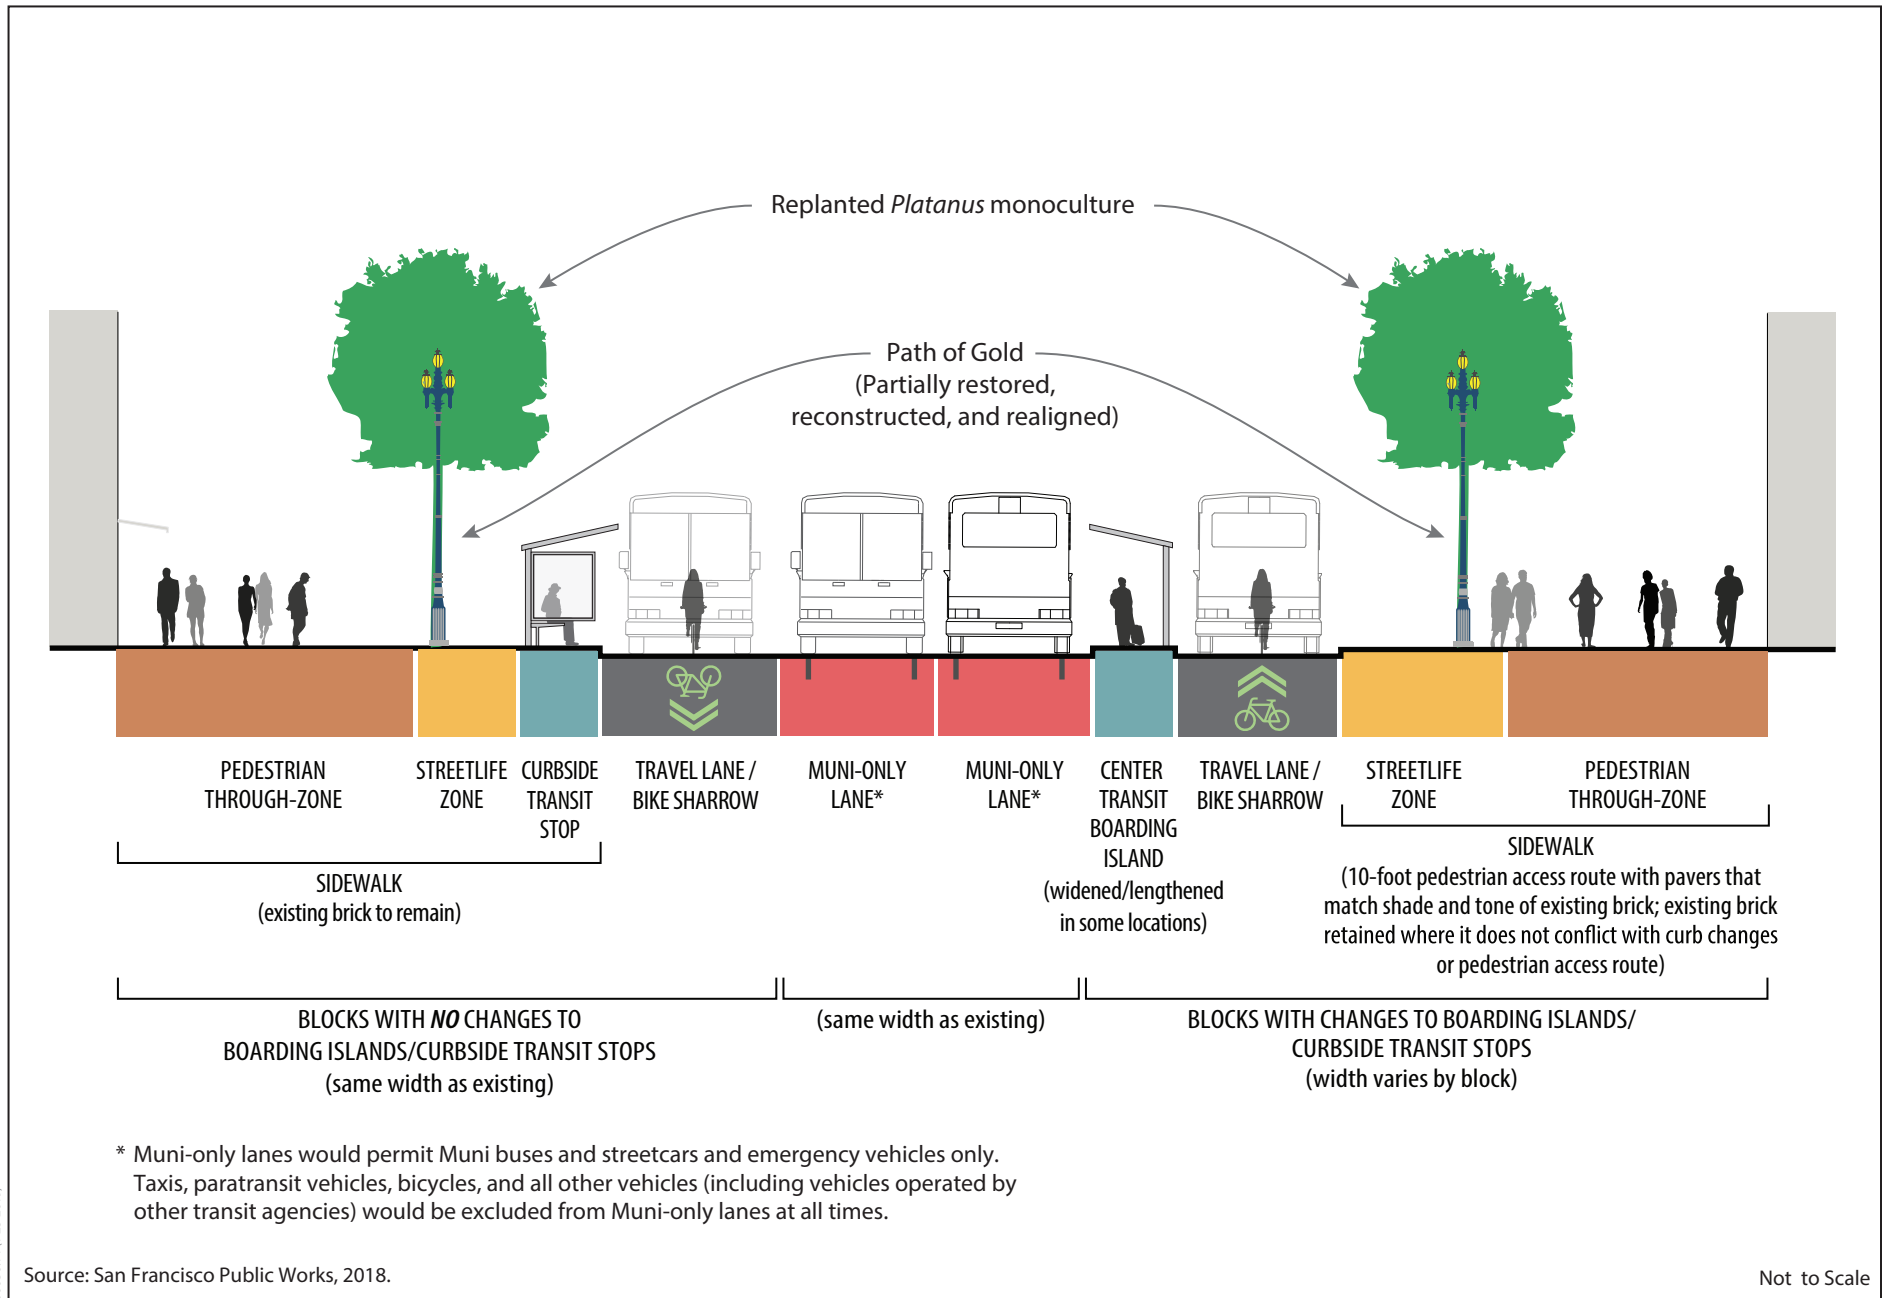 Replanted Platanus monoculture
Path of Gold
(Partially restored,
reconstructed, and realigned)
PEDESTRIAN
THROUGH-ZONE
STREETLIFE
ZONE
CURBSIDE
TRANSIT
STOP
TRAVEL LANE /
BIKE SHARROW
MUNI-ONLY
LANE*
MUNI-ONLY
LANE*
CENTER
TRANSIT
BOARDING
ISLAND
(widened/lengthened
in some locations)
TRAVEL LANE /
BIKE SHARROW
STREETLIFE
ZONE
PEDESTRIAN
THROUGH-ZONE
SIDEWALK
(existing brick to remain)
SIDEWALK
(10-foot pedestrian access route with pavers that
match shade and tone of existing brick; existing brick
retained where it does not conflict with curb changes
or pedestrian access route)
BLOCKS WITH NO CHANGES TO
BOARDING ISLANDS/CURBSIDE TRANSIT STOPS
(same width as existing)
(same width as existing)
BLOCKS WITH CHANGES TO BOARDING ISLANDS/
CURBSIDE TRANSIT STOPS
(width varies by block)
* Muni-only lanes would permit Muni buses and streetcars and emergency vehicles only.
Taxis, paratransit vehicles, bicycles, and all other vehicles (including vehicles operated by
other transit agencies) would be excluded from Muni-only lanes at all times.
Source: San Francisco Public Works, 2018.
Not to Scale